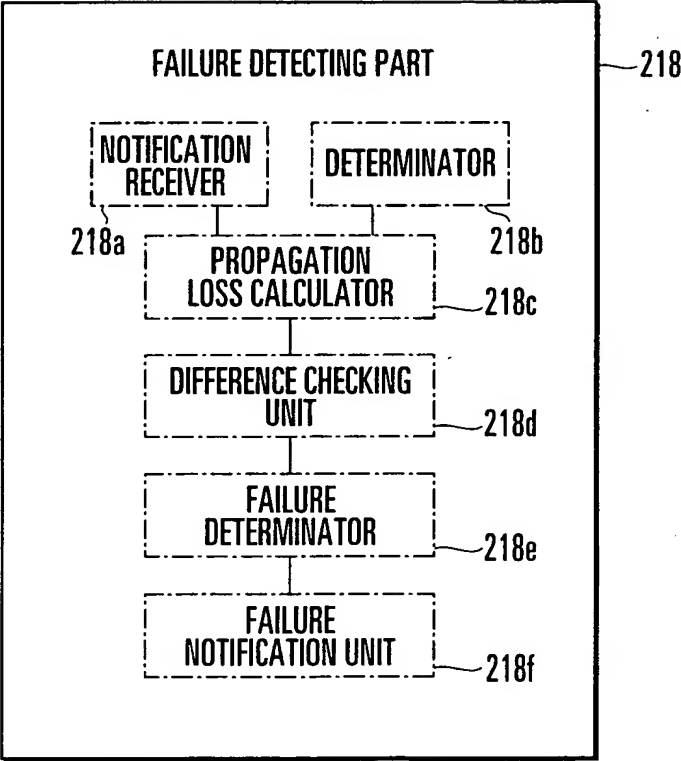 FAILURE DETECTING PART
218
NOTIFICATION
RECEIVER
218a
DETERMINATOR
218b
PROPAGATION
LOSS CALCULATOR
218c
DIFFERENCE CHECKING
UNIT
218d
FAILURE
DETERMINATOR
218e
FAILURE
NOTIFICATION UNIT
218f